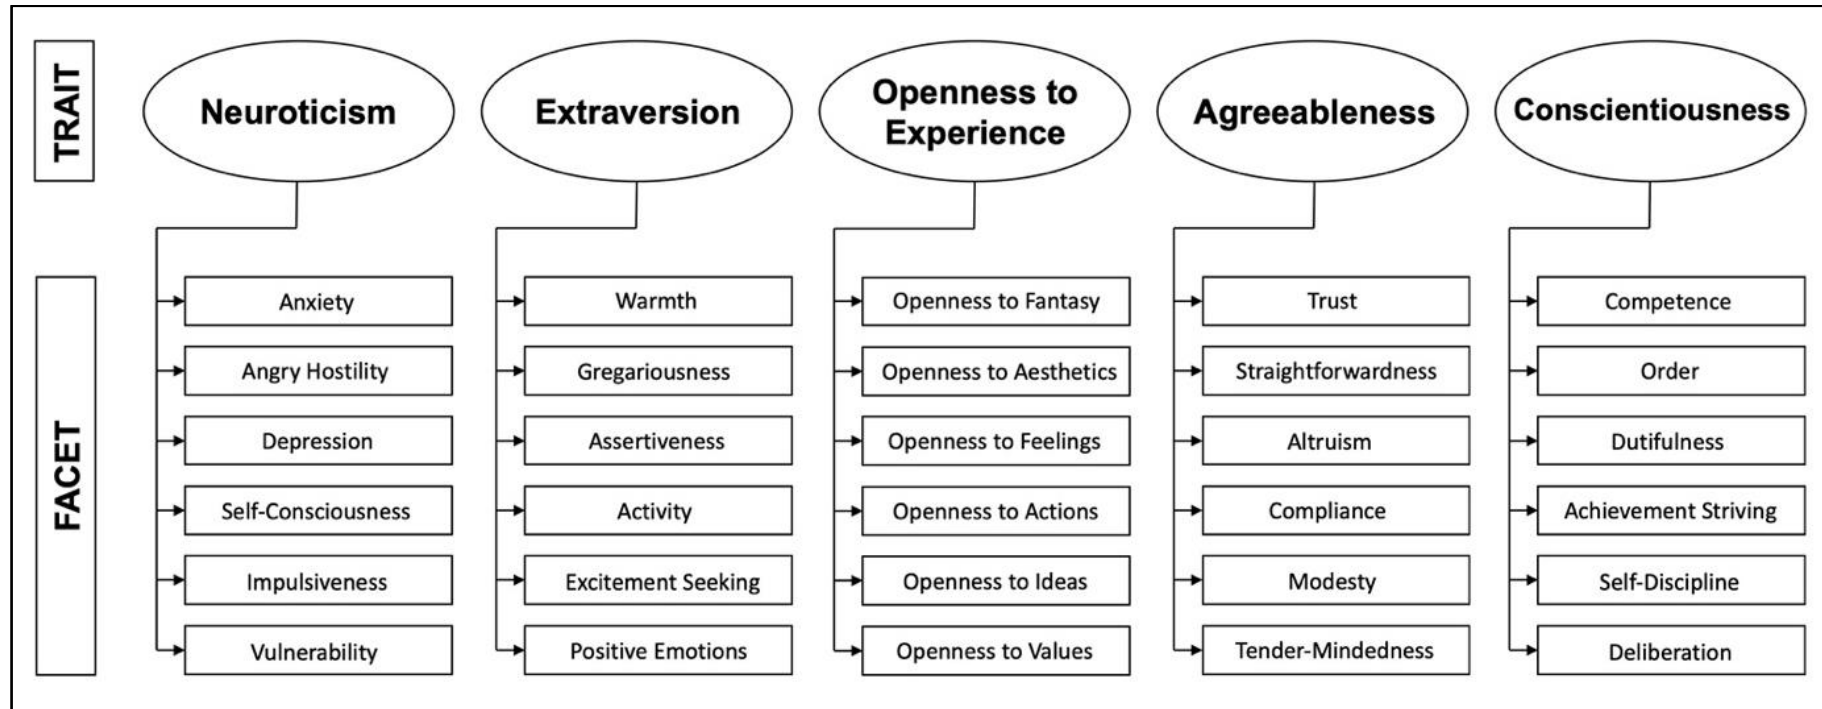 TRAIT
Neuroticism
Extraversion
Openness to
Experience
Agreeableness
Conscientiousness
FACET
Anxiety
Angry Hostility
Depression
Self-Consciousness
Impulsiveness
Vulnerability
Warmth
Gregariousness
Assertiveness
Activity
Excitement Seeking
Positive Emotions
Openness to Fantasy
Openness to Aesthetics
Openness to Feelings
Openness to Actions
Openness to Ideas
Openness to Values
Trust
Straightforwardness
Altruism
Compliance
Modesty
Tender-Mindedness
Competence
Order
Dutifulness
Achievement Striving
Self-Discipline
Deliberation